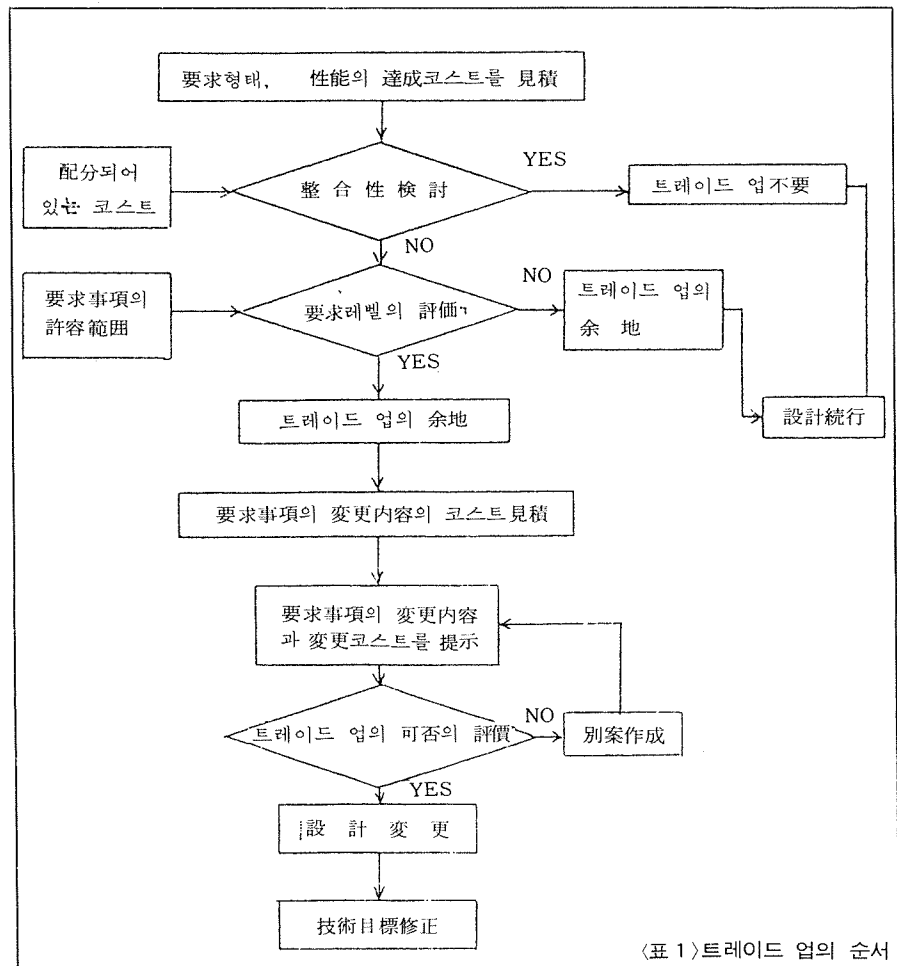 要求형태, 性能의 達成코스트를 見積
YES
配分되어
있는 코스트
整合性検討
트레이드 업不要
NO
要求事項의
許容範囲
要求레벨의 評価
NO
트레이드 업의
余 地
YES
트레이드 업의 余地
設計続行
要求事項의 変更内容의 코스트見積
要求事項의 変更内容
과 変更코스트를 提示
트레이드 업의 可否의 評價
NO
別案作成
YES
設 計 変 更
技術目標修正
〈표 1〉트레이드 업의 순서